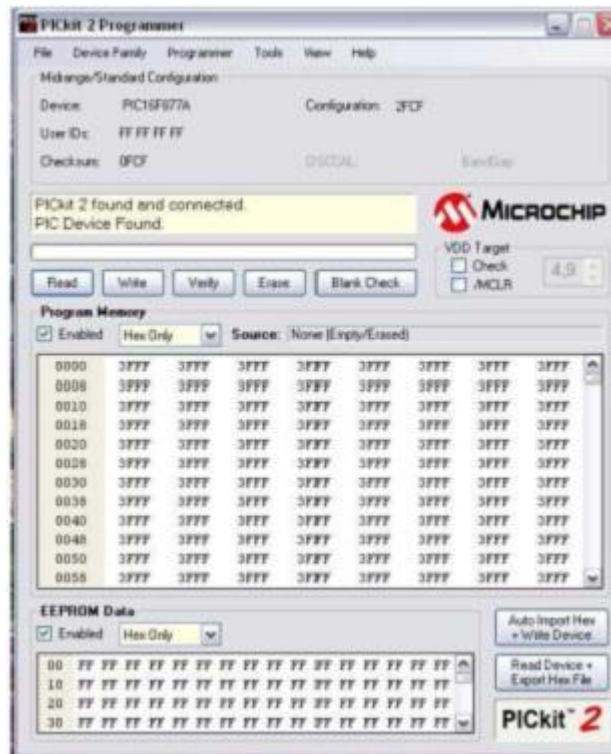 PICkit 2 Programmer
File Device Family Programmer Tools View Help
Midrange/Standard Configuration
Device: PIC16F877A Configuration: 2FCF
User IDs: FF FF FF FF
Checksum: 0FCF OSCCAL: BandGap:
PICkit 2 found and connected.
PIC Device Found.
MICROCHIP
VDD Target
Check
/MCLR
4,9
Read Write Verify Erase Blank Check
Program Memory
Enabled Hex Only Source: None (Empty/Erased)
0000 3FFF 3FFF 3FFF 3FFF 3FFF 3FFF 3FFF 3FFF
0008 3FFF 3FFF 3FFF 3FFF 3FFF 3FFF 3FFF 3FFF
0010 3FFF 3FFF 3FFF 3FFF 3FFF 3FFF 3FFF 3FFF
0018 3FFF 3FFF 3FFF 3FFF 3FFF 3FFF 3FFF 3FFF
0020 3FFF 3FFF 3FFF 3FFF 3FFF 3FFF 3FFF 3FFF
0028 3FFF 3FFF 3FFF 3FFF 3FFF 3FFF 3FFF 3FFF
0030 3FFF 3FFF 3FFF 3FFF 3FFF 3FFF 3FFF 3FFF
0038 3FFF 3FFF 3FFF 3FFF 3FFF 3FFF 3FFF 3FFF
0040 3FFF 3FFF 3FFF 3FFF 3FFF 3FFF 3FFF 3FFF
0048 3FFF 3FFF 3FFF 3FFF 3FFF 3FFF 3FFF 3FFF
0050 3FFF 3FFF 3FFF 3FFF 3FFF 3FFF 3FFF 3FFF
0058 3FFF 3FFF 3FFF 3FFF 3FFF 3FFF 3FFF 3FFF
EEPROM Data
Enabled Hex Only
00 FF FF FF FF FF FF FF FF FF FF FF FF FF FF FF FF
10 FF FF FF FF FF FF FF FF FF FF FF FF FF FF FF FF
20 FF FF FF FF FF FF FF FF FF FF FF FF FF FF FF FF
30 FF FF FF FF FF FF FF FF FF FF FF FF FF FF FF FF
Auto Import Hex
+ Write Device
Read Device +
Export Hex File
PICkit™ 2